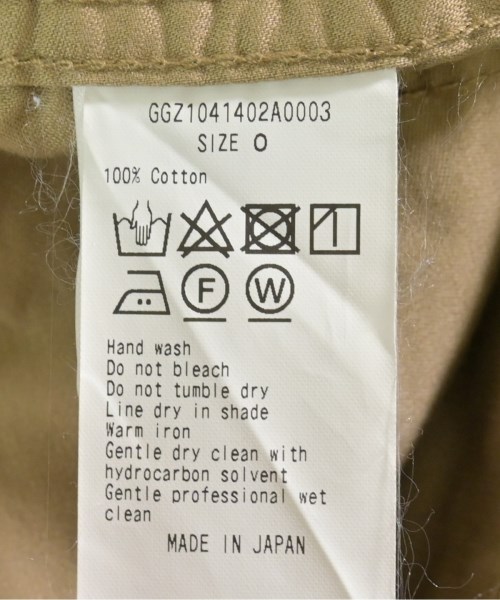 GGZ1041402A0003
SIZE O
100% Cotton
F W
Hand wash
Do not bleach
Do not tumble dry
Line dry in shade
Warm iron
Gentle dry clean with
hydrocarbon solvent
Gentle professional wet
clean
MADE IN JAPAN